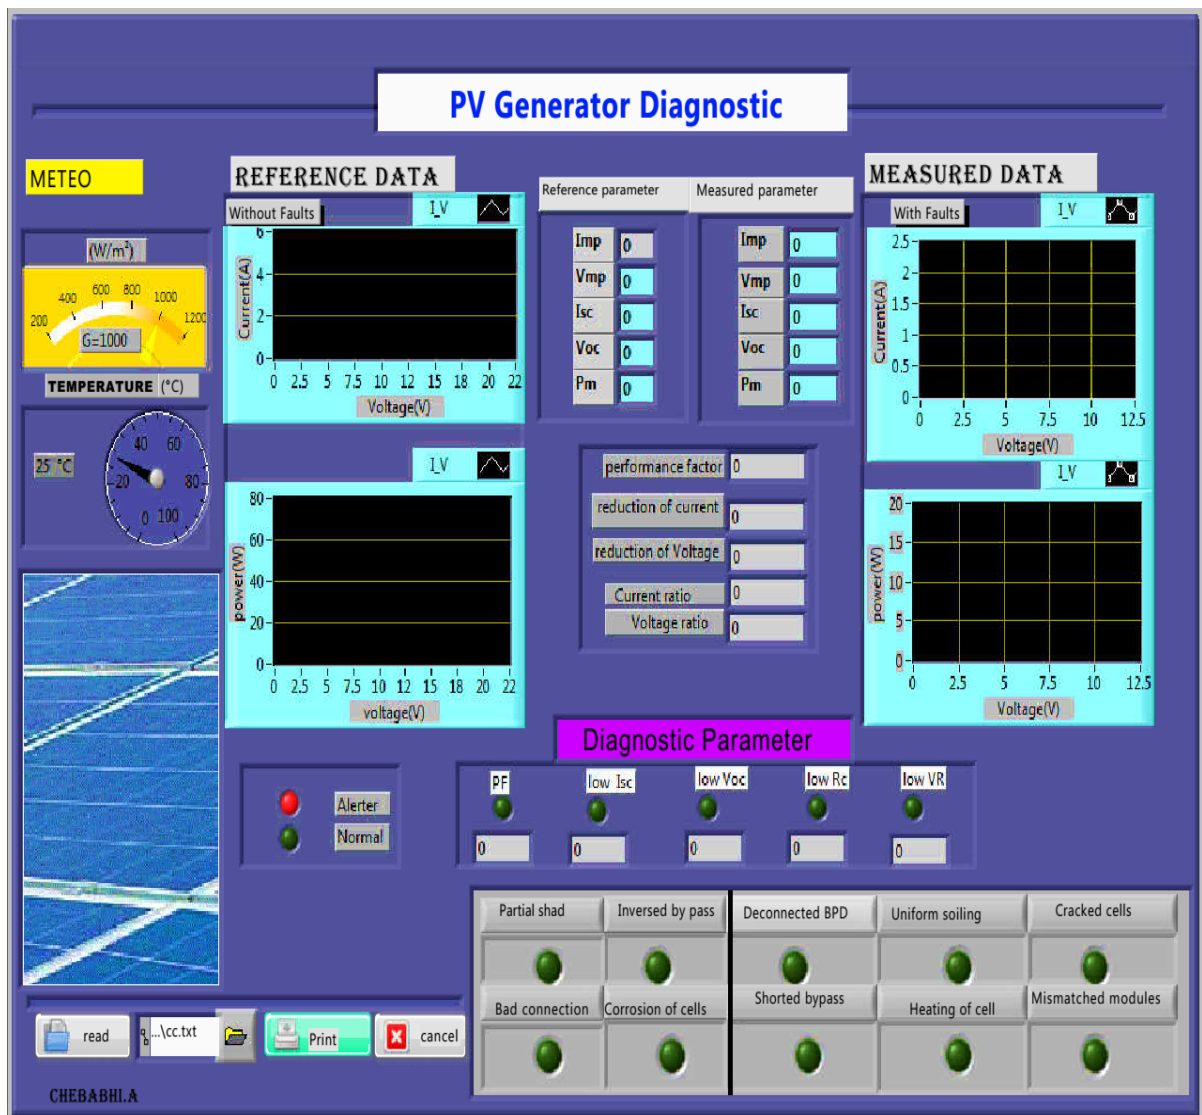 PV Generator Diagnostic
METEO
(W/m²)
200 400 600 800 1000 1200
G=1000
TEMPERATURE (°C)
25 °C
0 20 40 60 80 100
REFERENCE DATA
Without Faults
I_V
Current(A)
6
4
2
0
0 2.5 5 7.5 10 12 15 18 20 22
Voltage(V)
I_V
power(W)
80
60
40
20
0
0 2.5 5 7.5 10 12 15 18 20 22
voltage(V)
Reference parameter
Imp 0
Vmp 0
Isc 0
Voc 0
Pm 0
Measured parameter
Imp 0
Vmp 0
Isc 0
Voc 0
Pm 0
performance factor 0
reduction of current 0
reduction of Voltage 0
Current ratio 0
Voltage ratio 0
MEASURED DATA
With Faults
I_V
Current(A)
2.5
2
1.5
1
0.5
0
0 2.5 5 7.5 10 12.5
Voltage(V)
I_V
power(W)
20
15
10
5
0
0 2.5 5 7.5 10 12.5
Voltage(V)
Diagnostic Parameter
PF low Isc low Voc low Rc low VR
0 0 0 0 0
Alerter
Normal
Partial shad Inversed by pass Deconnected BPD Uniform soiling Cracked cells
Bad connection Corrosion of cells Shorted bypass Heating of cell Mismatched modules
read ...\cc.txt Print cancel
CHEBABHI.A